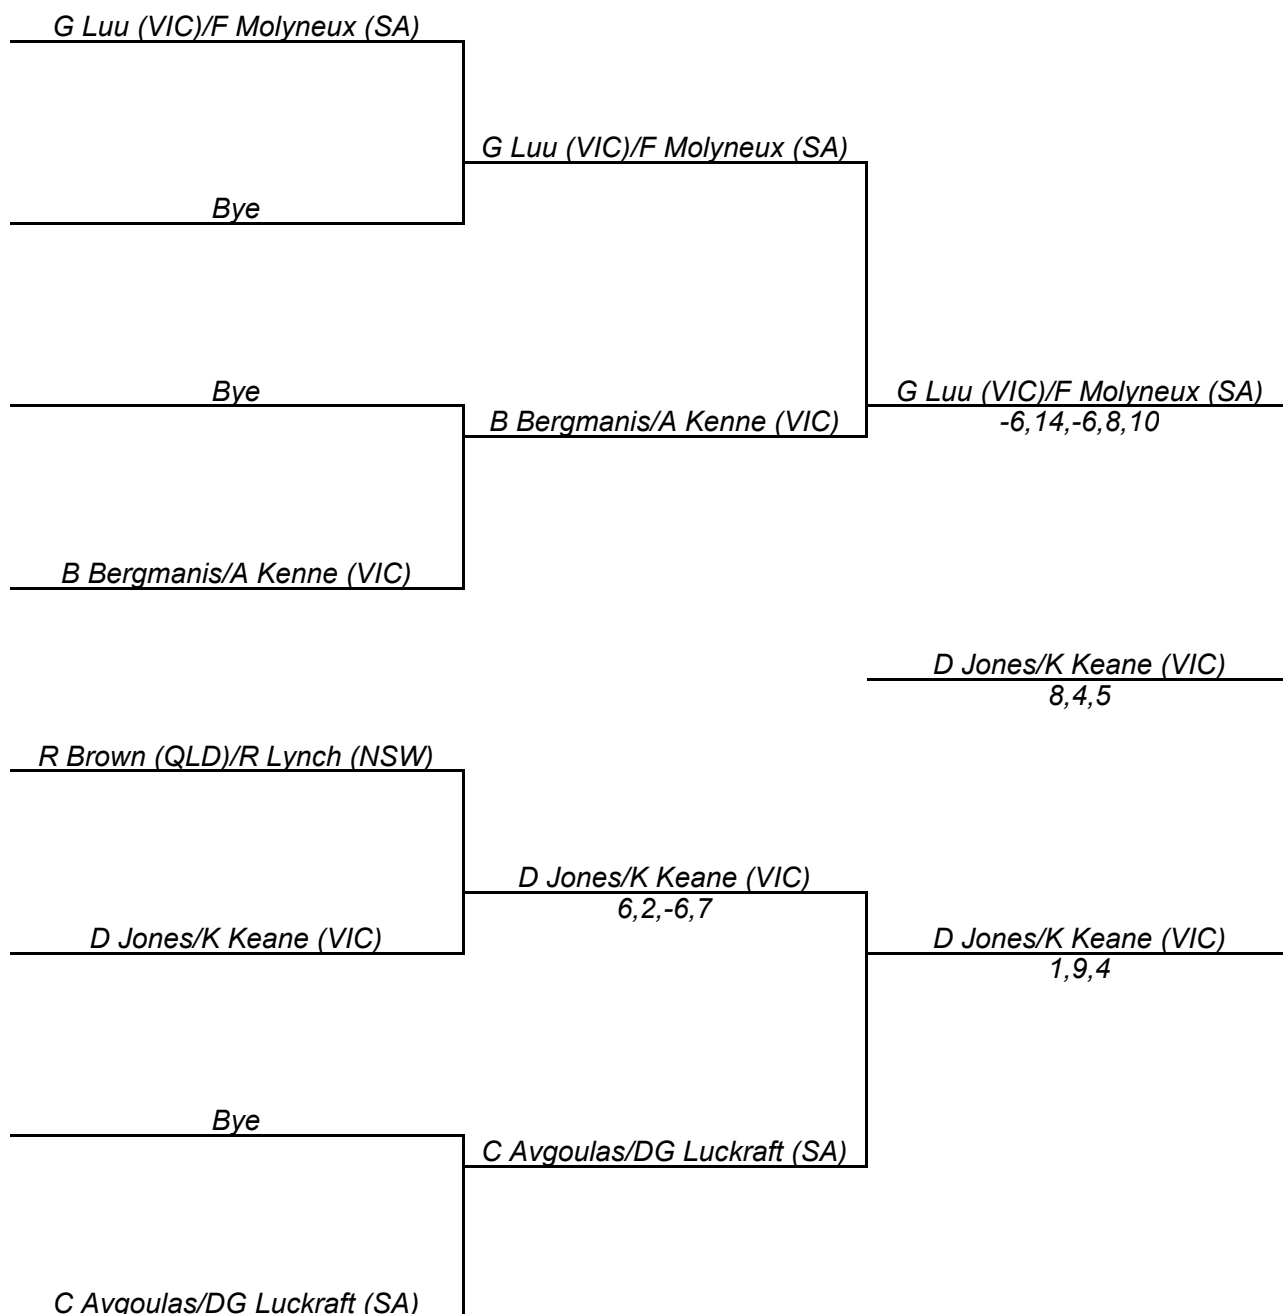 G Luu (VIC)/F Molyneux (SA)
G Luu (VIC)/F Molyneux (SA)
Bye
Bye
G Luu (VIC)/F Molyneux (SA)
-6,14,-6,8,10
B Bergmanis/A Kenne (VIC)
B Bergmanis/A Kenne (VIC)
D Jones/K Keane (VIC)
8,4,5
R Brown (QLD)/R Lynch (NSW)
D Jones/K Keane (VIC)
6,2,-6,7
D Jones/K Keane (VIC)
D Jones/K Keane (VIC)
1,9,4
Bye
C Avgoulas/DG Luckraft (SA)
C Avgoulas/DG Luckraft (SA)